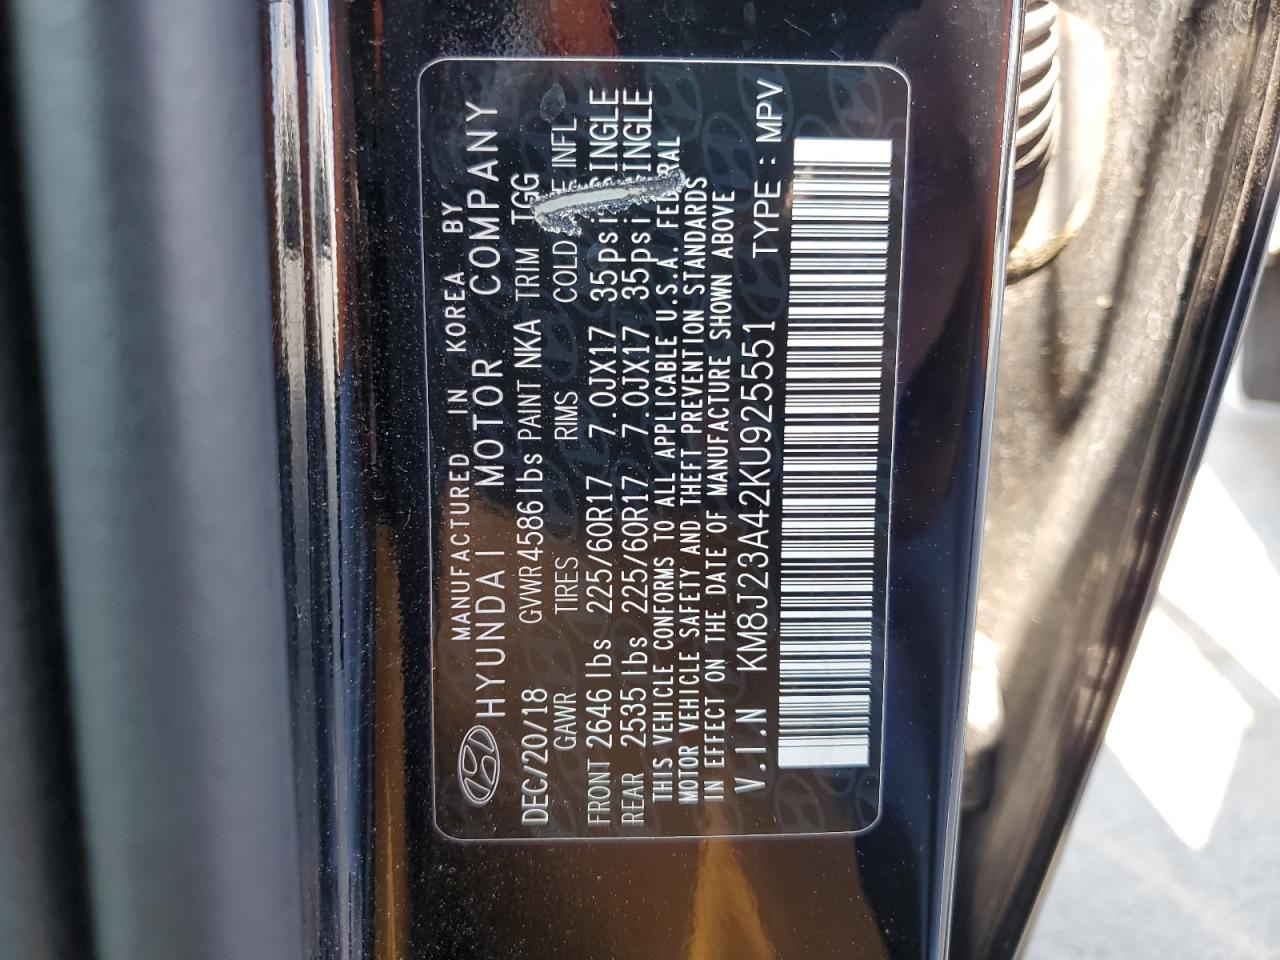 MANUFACTURED IN KOREA BY
HYUNDAI MOTOR COMPANY
DEC/20/18 GVWR 4586lbs PAINT NKA TRIM TGG
GAWR TIRES RIMS COLD INFL
FRONT 2646 lbs 225/60R17 7.0JX17 35psi SINGLE
REAR 2535 lbs 225/60R17 7.0JX17 35psi SINGLE
THIS VEHICLE CONFORMS TO ALL APPLICABLE U.S.A. FEDERAL
MOTOR VEHICLE SAFETY AND THEFT PREVENTION STANDARDS
IN EFFECT ON THE DATE OF MANUFACTURE SHOWN ABOVE
V.I.N KM8J23A42KU925551 TYPE : MPV